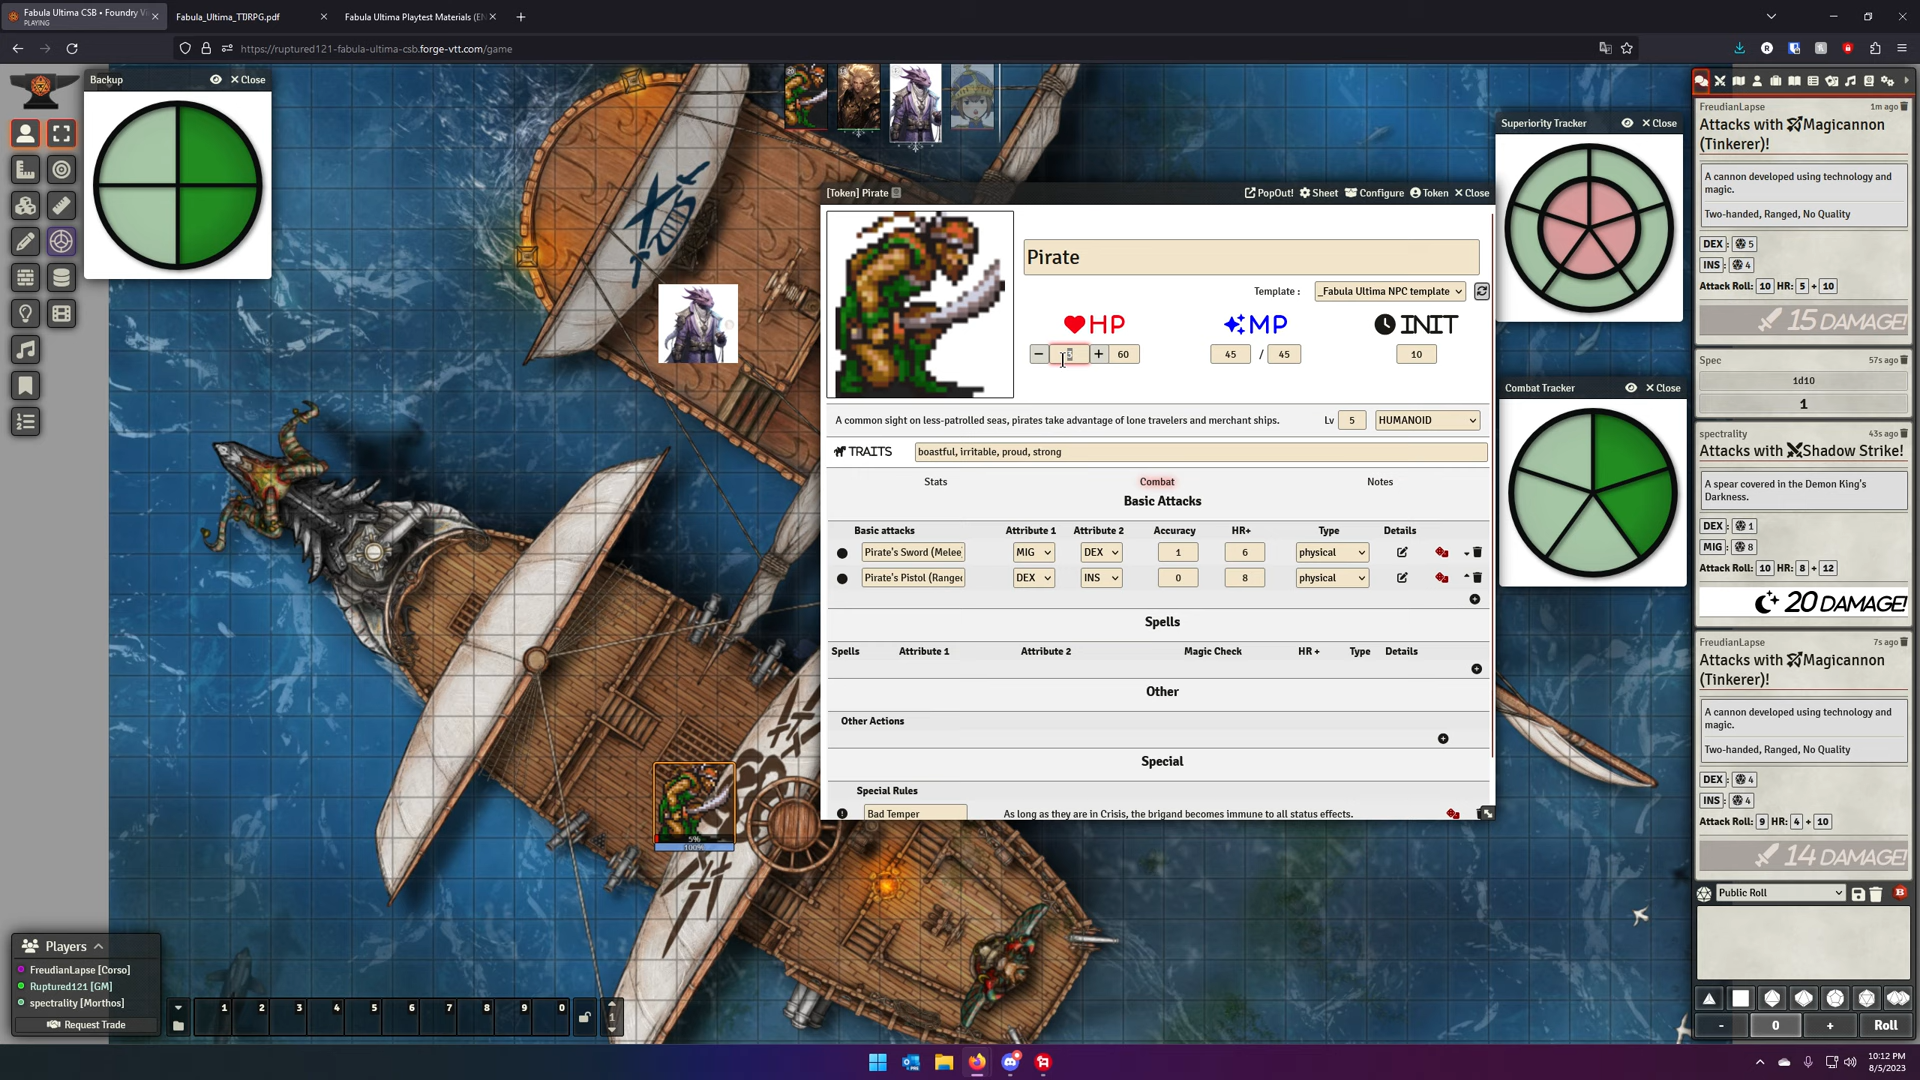 Fabula Ultima CSB • Foundry Vi
PLAYING
Fabula_Ultima_TTJRPG.pdf
Fabula Ultima Playtest Materials (EN
https://ruptured121-fabula-ultima-csb.forge-vtt.com/game
Backup
Close
[Token] Pirate
PopOut!
Sheet
Configure
Token
Close
Pirate
Template :
_Fabula Ultima NPC template
HP
MP
INIT
3
60
45 / 45
10
A common sight on less-patrolled seas, pirates take advantage of lone travelers and merchant ships.
Lv 5
HUMANOID
TRAITS
boastful, irritable, proud, strong
Stats
Combat
Notes
Basic Attacks
Basic attacks Attribute 1 Attribute 2 Accuracy HR+ Type Details
Pirate's Sword (Melee MIG DEX 1 6 physical
Pirate's Pistol (Ranged DEX INS 0 8 physical
Spells
Spells Attribute 1 Attribute 2 Magic Check HR + Type Details
Other
Other Actions
Special
Special Rules
Bad Temper
As long as they are in Crisis, the brigand becomes immune to all status effects.
5%
100%
Superiority Tracker
Close
Combat Tracker
Close
FreudianLapse 1m ago
Attacks with Magicannon
(Tinkerer)!
A cannon developed using technology and
magic.
Two-handed, Ranged, No Quality
DEX : 5
INS : 4
Attack Roll: 10 HR: 5 + 10
15 DAMAGE!
Spec 57s ago
1d10
1
spectrality 43s ago
Attacks with Shadow Strike!
A spear covered in the Demon King's
Darkness.
DEX : 1
MIG : 8
Attack Roll: 10 HR: 8 + 12
20 DAMAGE!
FreudianLapse 7s ago
Attacks with Magicannon
(Tinkerer)!
A cannon developed using technology and
magic.
Two-handed, Ranged, No Quality
DEX : 4
INS : 4
Attack Roll: 9 HR: 4 + 10
14 DAMAGE!
Public Roll
- 0 + Roll
Players
FreudianLapse [Corso]
Ruptured121 [GM]
spectrality [Morthos]
Request Trade
1 2 3 4 5 6 7 8 9 0
1
10:12 PM
8/5/2023